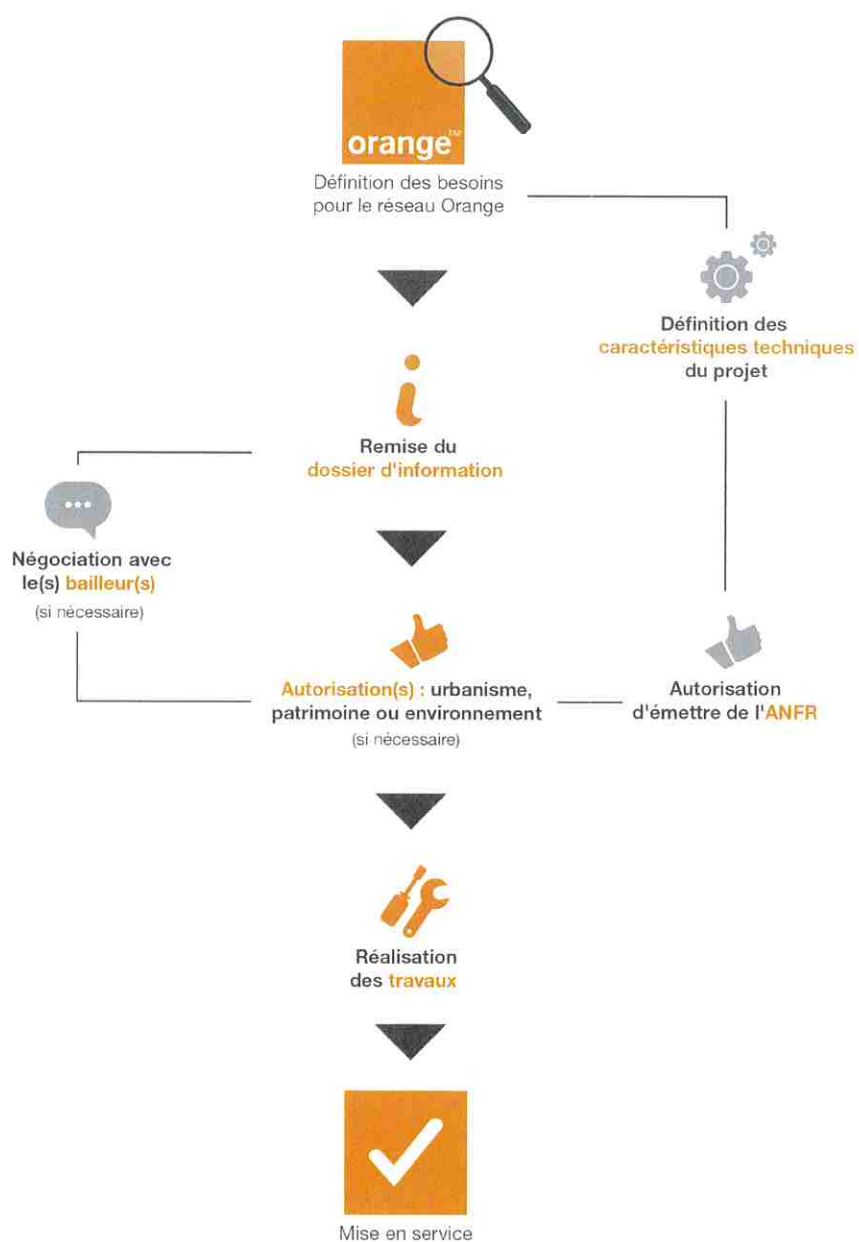 orange™
Définition des besoins
pour le réseau Orange
Définition des
caractéristiques techniques
du projet
Remise du
dossier d'information
Négociation avec
le(s) bailleur(s)
(si nécessaire)
Autorisation(s) : urbanisme,
patrimoine ou environnement
(si nécessaire)
Autorisation
d'émettre de l'ANFR
Réalisation
des travaux
Mise en service